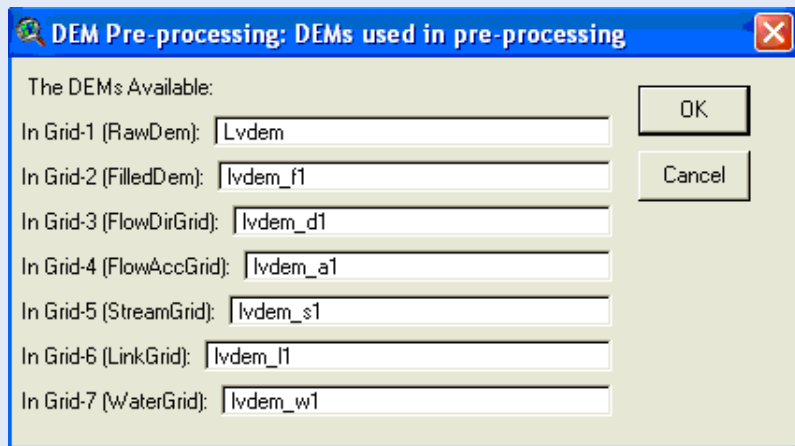 DEM Pre-processing: DEMs used in pre-processing
The DEMs Available:
OK
In Grid-1 (RawDem): Lvdem
In Grid-2 (FilledDem): lvdem_f1
Cancel
In Grid-3 (FlowDirGrid): lvdem_d1
In Grid-4 (FlowAccGrid): lvdem_a1
In Grid-5 (StreamGrid): lvdem_s1
In Grid-6 (LinkGrid): lvdem_l1
In Grid-7 (WaterGrid): lvdem_w1